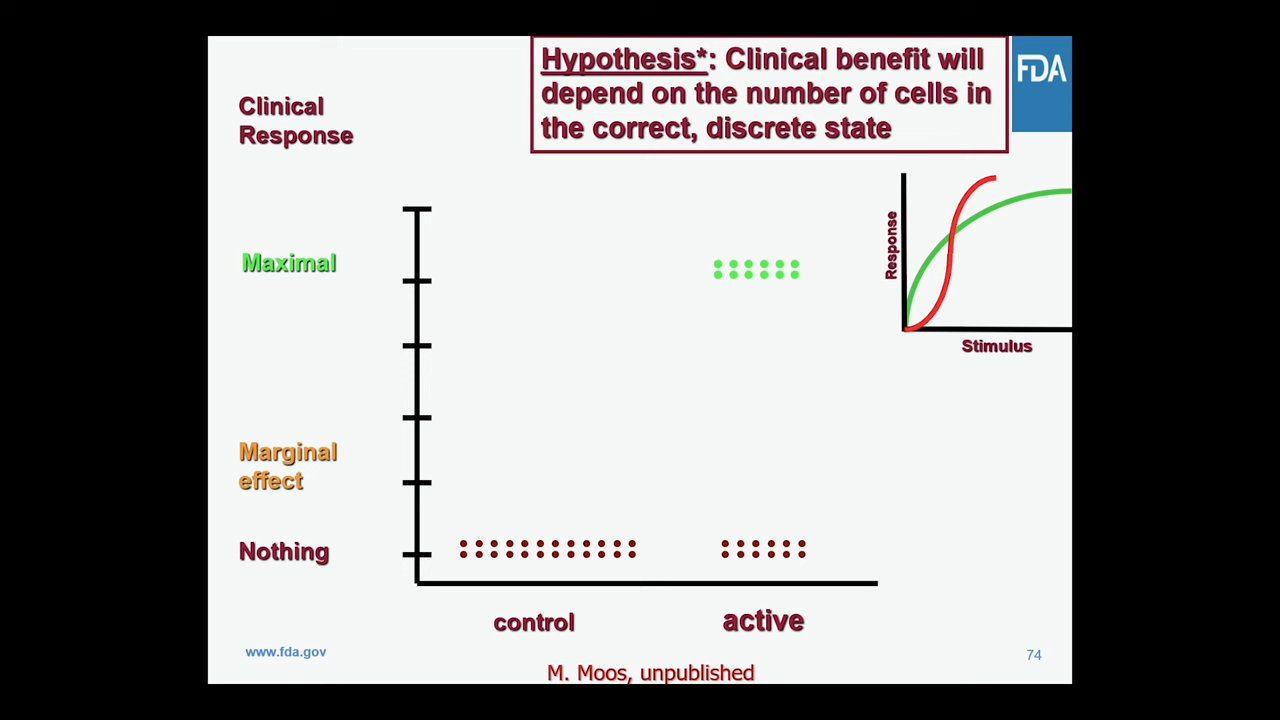 Hypothesis*: Clinical benefit will
depend on the number of cells in
the correct, discrete state
FDA
Clinical
Response
Maximal
Marginal
effect
Nothing
control
active
Response
Stimulus
www.fda.gov
M. Moos, unpublished
74